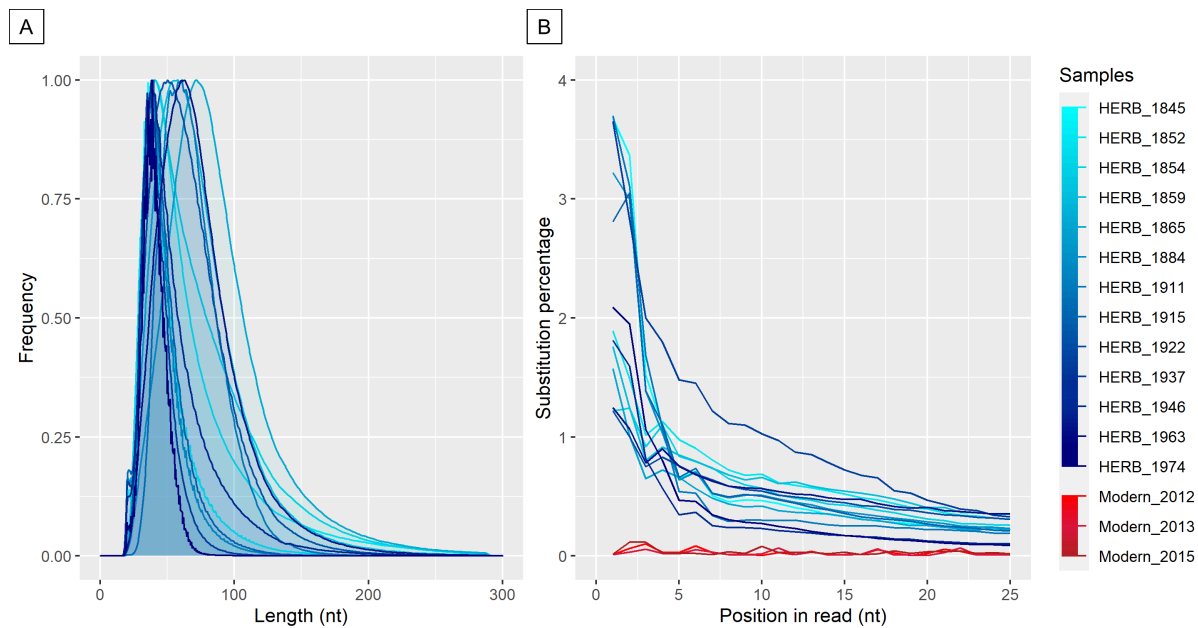 A
B
Frequency
1.00
0.75
0.50
0.25
0.00
0
100
200
300
Length (nt)
Substitution percentage
4
3
2
1
0
0
5
10
15
20
25
Position in read (nt)
Samples
HERB_1845
HERB_1852
HERB_1854
HERB_1859
HERB_1865
HERB_1884
HERB_1911
HERB_1915
HERB_1922
HERB_1937
HERB_1946
HERB_1963
HERB_1974
Modern_2012
Modern_2013
Modern_2015